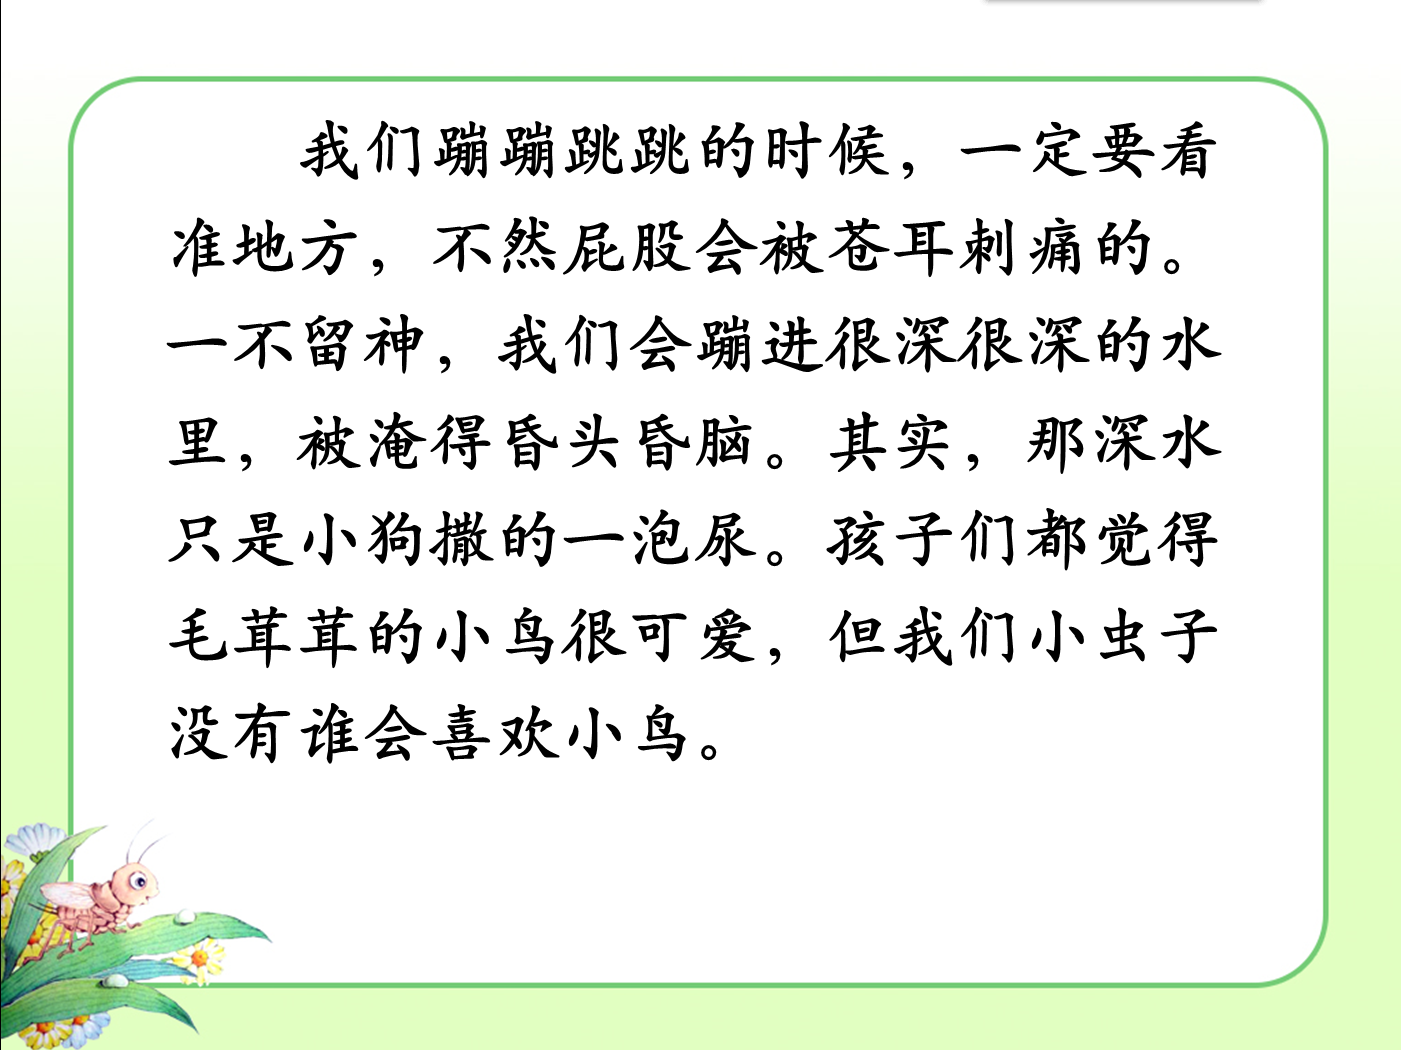 我们蹦蹦跳跳的时候，一定要看
准地方，不然屁股会被苍耳刺痛的。
一不留神，我们会蹦进很深很深的水
里，被淹得昏头昏脑。其实，那深水
只是小狗撒的一泡尿。孩子们都觉得
毛茸茸的小鸟很可爱，但我们小虫子
没有谁会喜欢小鸟。